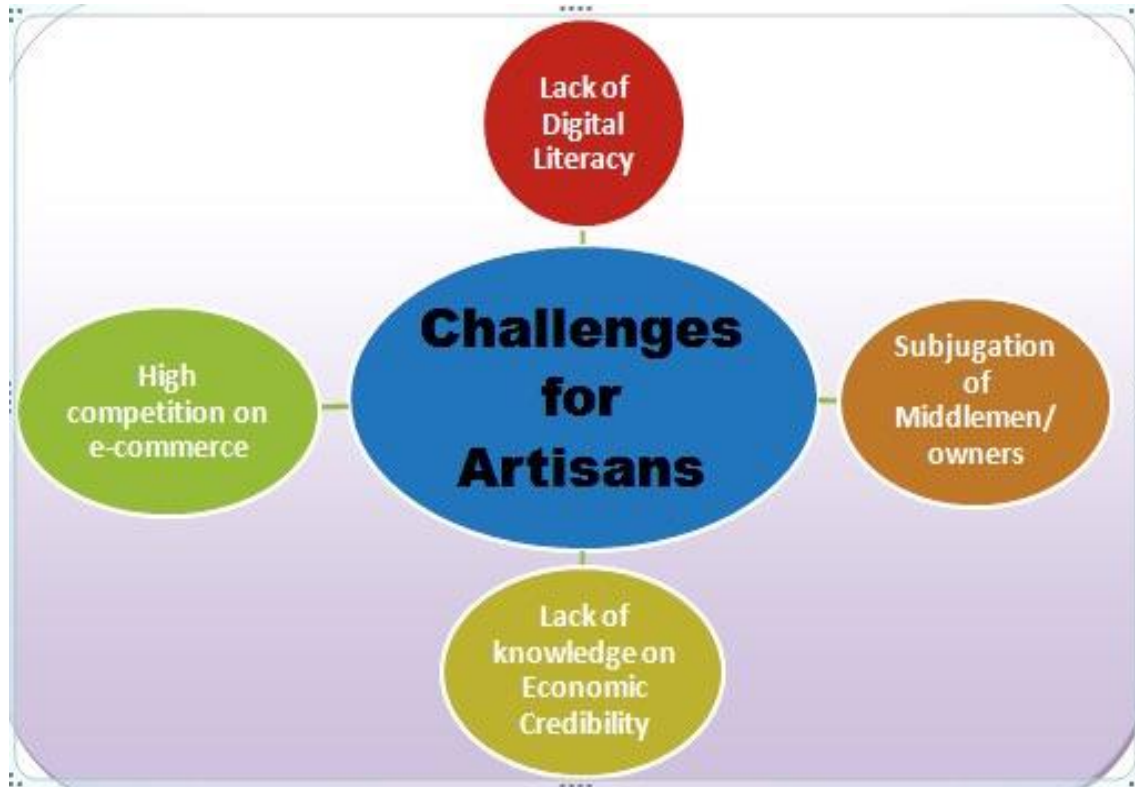 Lack of
Digital
Literacy
Challenges
for
Artisans
High
competition on
e-commerce
Subjugation
of
Middlemen/
owners
Lack of
knowledge on
Economic
Credibility